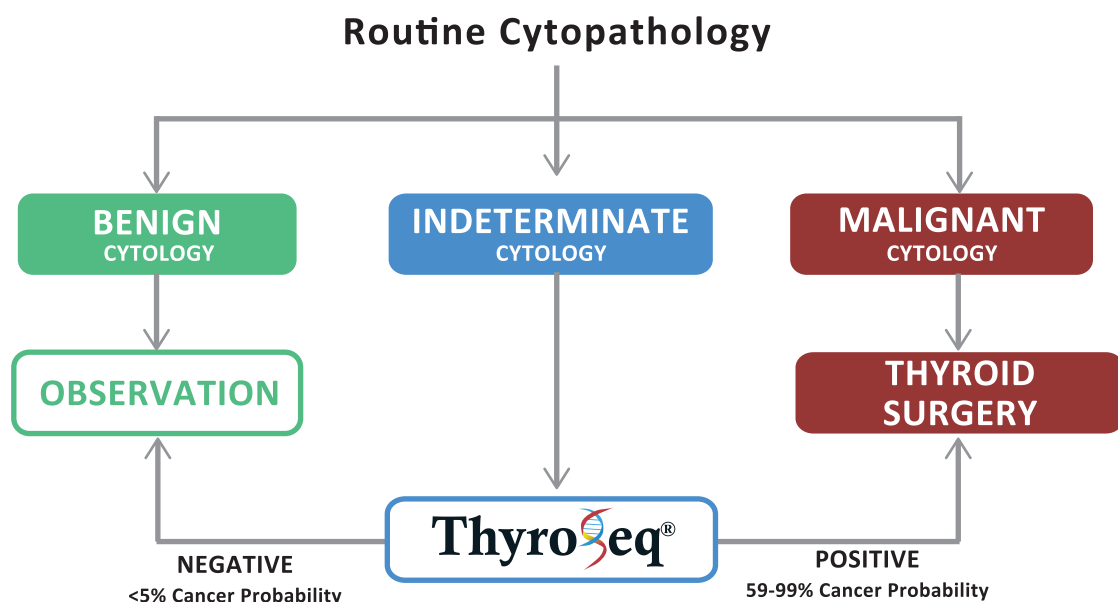 Routine Cytopathology
BENIGN
CYTOLOGY
INDETERMINATE
CYTOLOGY
MALIGNANT
CYTOLOGY
OBSERVATION
THYROID
SURGERY
ThyroSeq®
NEGATIVE
<5% Cancer Probability
POSITIVE
59-99% Cancer Probability